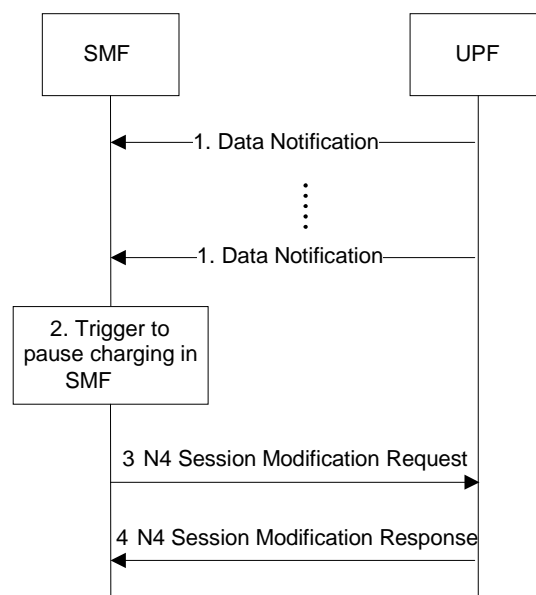 SMF
UPF
1. Data Notification
1. Data Notification
2. Trigger to
pause charging in
SMF
3 N4 Session Modification Request
4 N4 Session Modification Response